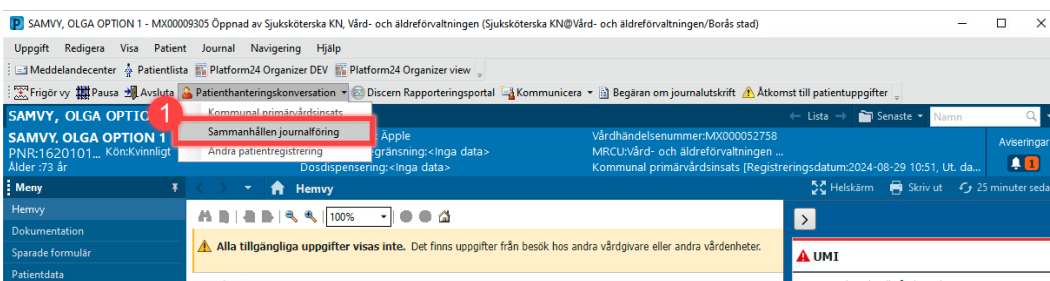 SAMVY, OLGA OPTION 1 - MX00009305 Öppnad av Sjuksköterska KN, Vård- och äldreförvaltningen (Sjuksköterska KN@Vård- och äldreförvaltningen/Borås stad)
Uppgift Redigera Visa Patient Journal Navigering Hjälp
Meddelandecenter Patientlista Platform24 Organizer DEV Platform24 Organizer view
Frigör vy Pausa Avsluta Patienthanteringskonversation Discern Rapporteringsportal Kommunicera Begäran om journalutskrift Åtkomst till patientuppgifter
SAMVY, OLGA OPTIO Kommunal primärvårdsinsats Lista Senaste Namn
1
SAMVY, OLGA OPTION 1 Sammanhållen journalföring Äpple Vårdhändelsenummer:MX000052758 Aviseringar
PNR:1620101... Kön:Kvinnligt Ändra patientregistrering gränsning:<Inga data> MRCU:Vård- och äldreförvaltningen ...
Ålder :73 år Dosdispensering:<Inga data> Kommunal primärvårdsinsats [Registreringsdatum:2024-08-29 10:51, Ut. da... 1
Meny Hemvy Helskärm Skriv ut 25 minuter seda
Hemvy
100%
Dokumentation
Sparade formulär Alla tillgängliga uppgifter visas inte. Det finns uppgifter från besök hos andra vårdgivare eller andra vårdenheter. UMI
Patientdata